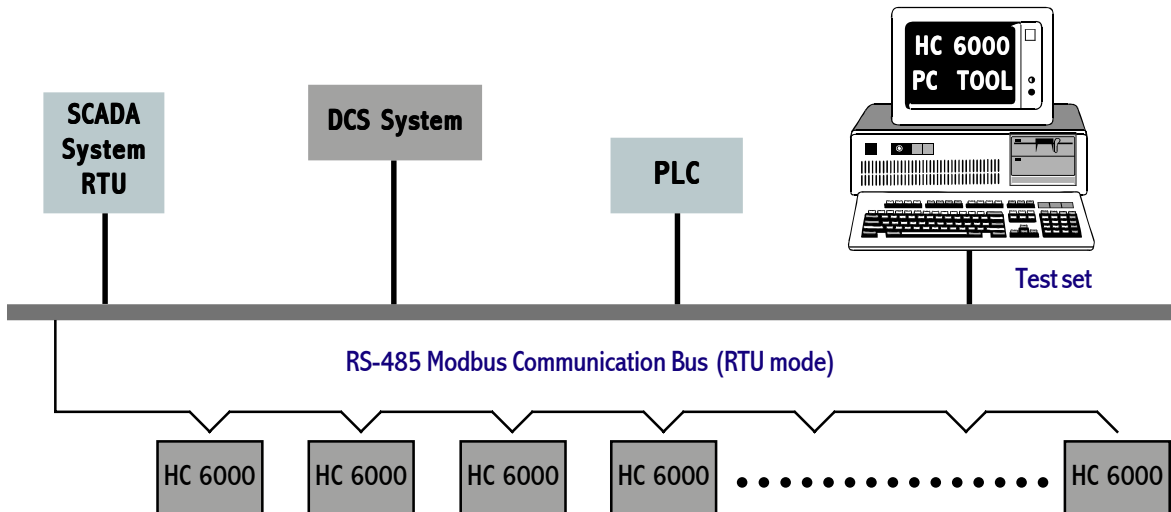 HC 6000
PC TOOL
SCADA
System
RTU
DCS System
PLC
Test set
RS-485 Modbus Communication Bus (RTU mode)
HC 6000
HC 6000
HC 6000
HC 6000
HC 6000